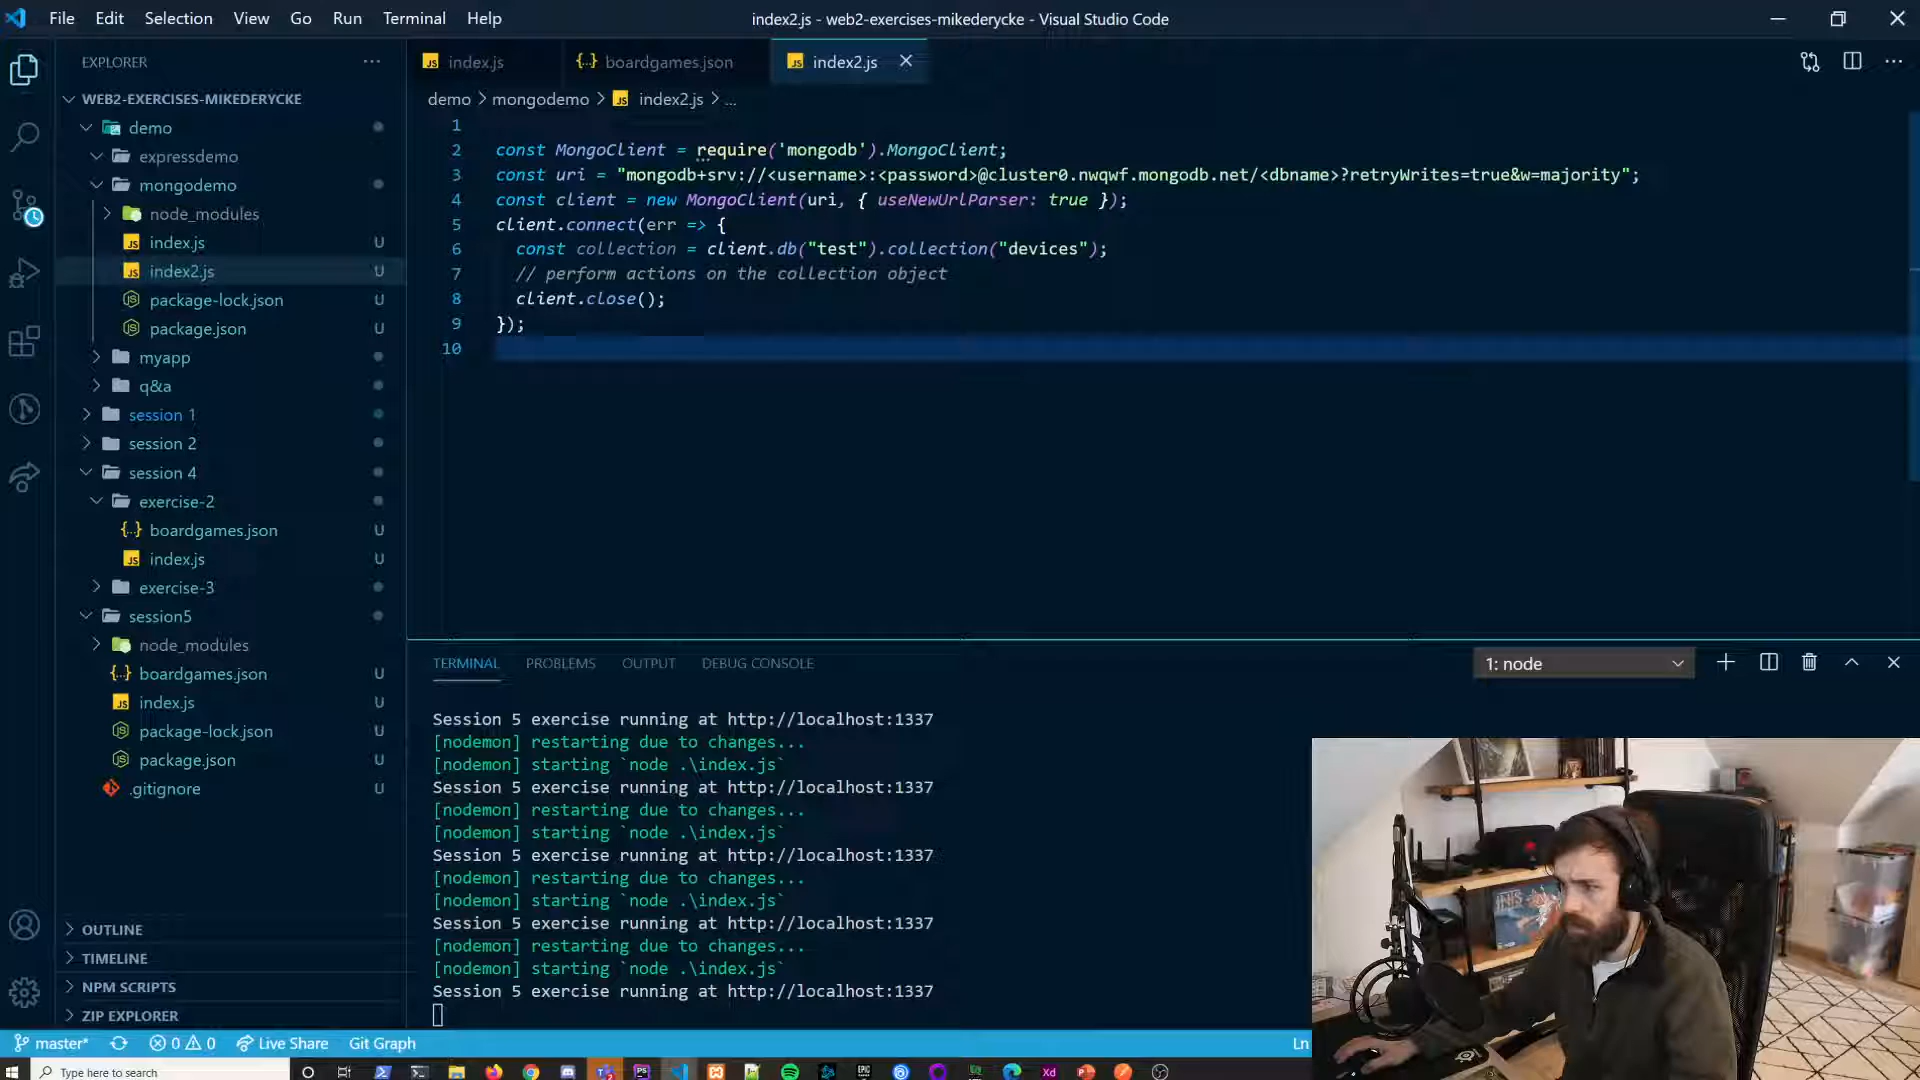 File Edit Selection View Go Run Terminal Help
index2.js - web2-exercises-mikederycke - Visual Studio Code
EXPLORER
index.js
boardgames.json
index2.js
WEB2-EXERCISES-MIKEDERYCKE
demo
expressdemo
mongodemo
node_modules
index.js U
index2.js U
package-lock.json U
package.json U
myapp
q&a
session 1
session 2
session 4
exercise-2
boardgames.json U
index.js U
exercise-3
session5
node_modules
boardgames.json U
index.js U
package-lock.json U
package.json U
.gitignore U
OUTLINE
TIMELINE
NPM SCRIPTS
ZIP EXPLORER
demo > mongodemo > index2.js > ...
1
2 const MongoClient = require('mongodb').MongoClient;
3 const uri = "mongodb+srv://<username>:<password>@cluster0.nwqwf.mongodb.net/<dbname>?retryWrites=true&w=majority";
4 const client = new MongoClient(uri, { useNewUrlParser: true });
5 client.connect(err => {
6 const collection = client.db("test").collection("devices");
7 // perform actions on the collection object
8 client.close();
9 });
10
TERMINAL PROBLEMS OUTPUT DEBUG CONSOLE
1: node
Session 5 exercise running at http://localhost:1337
[nodemon] restarting due to changes...
[nodemon] starting `node .\index.js`
Session 5 exercise running at http://localhost:1337
[nodemon] restarting due to changes...
[nodemon] starting `node .\index.js`
Session 5 exercise running at http://localhost:1337
[nodemon] restarting due to changes...
[nodemon] starting `node .\index.js`
Session 5 exercise running at http://localhost:1337
[nodemon] restarting due to changes...
[nodemon] starting `node .\index.js`
Session 5 exercise running at http://localhost:1337
master* 0 0 Live Share Git Graph
Ln
Type here to search